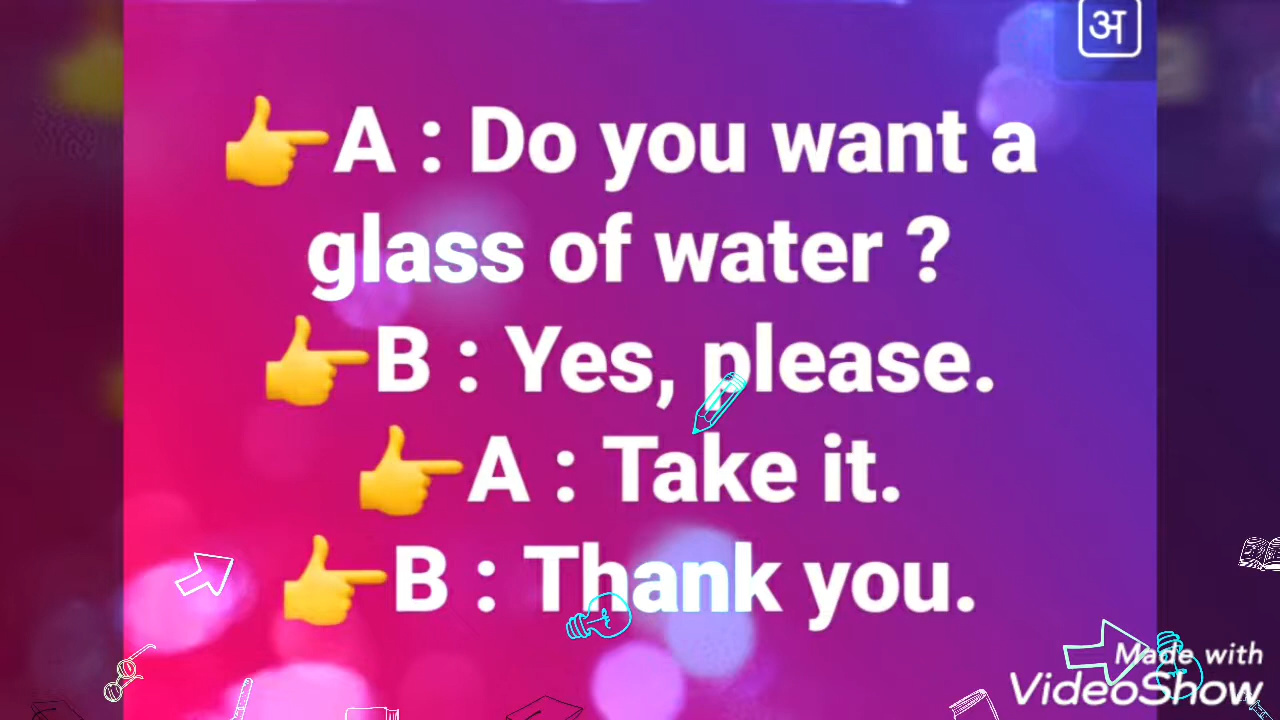 अ
👉A : Do you want a
glass of water ?
👉B : Yes, please.
👉A : Take it.
👉B : Thank you.
Made with
VideoShow